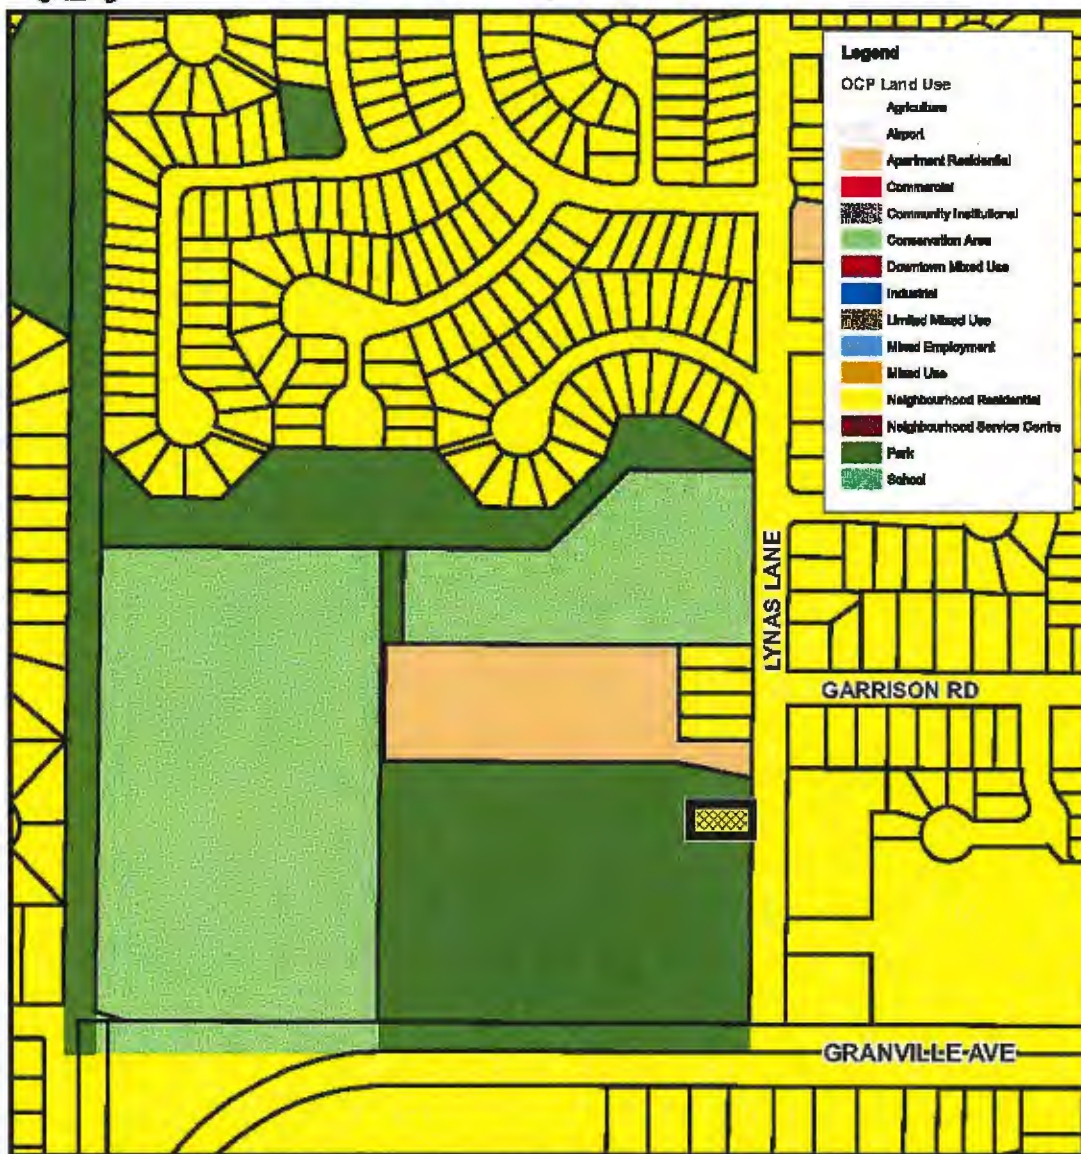 Legend
OCP Land Use
Agriculture
Airport
Apartment Residential
Commercial
Community Institutional
Conservation Area
Downtown Mixed Use
Industrial
Limited Mixed Use
Mixed Employment
Mixed Use
Neighbourhood Residential
Neighbourhood Service Centre
Park
School
LYNAS LANE
GARRISON RD
GRANVILLE AVE